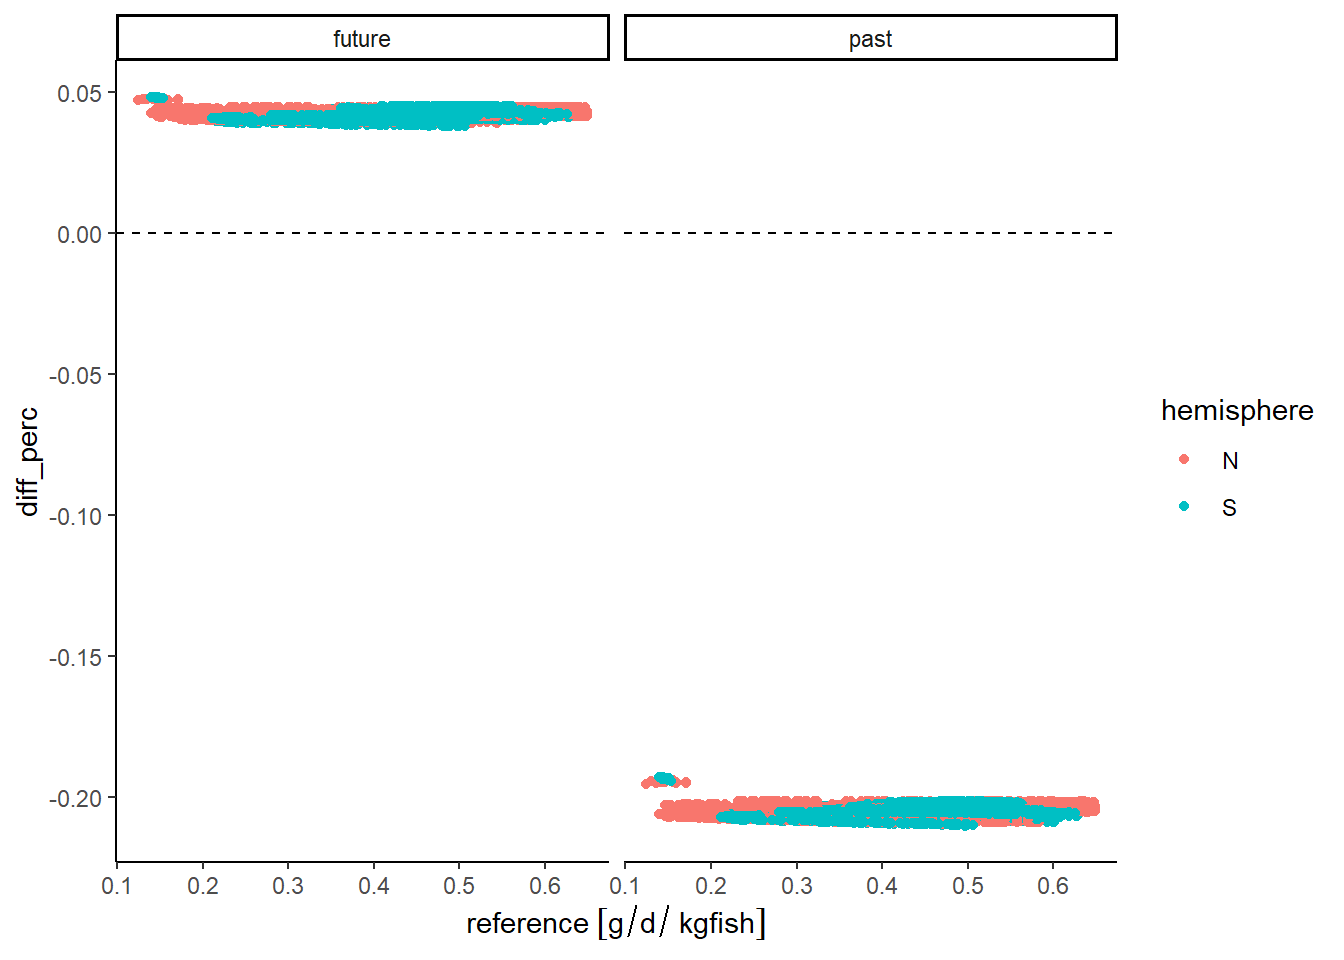 future past
0.05
0.00
-0.05
-0.10
-0.15
-0.20
diff_perc
0.1 0.2 0.3 0.4 0.5 0.6 0.1 0.2 0.3 0.4 0.5 0.6
reference [g/d/ kgfish]
hemisphere
N
S